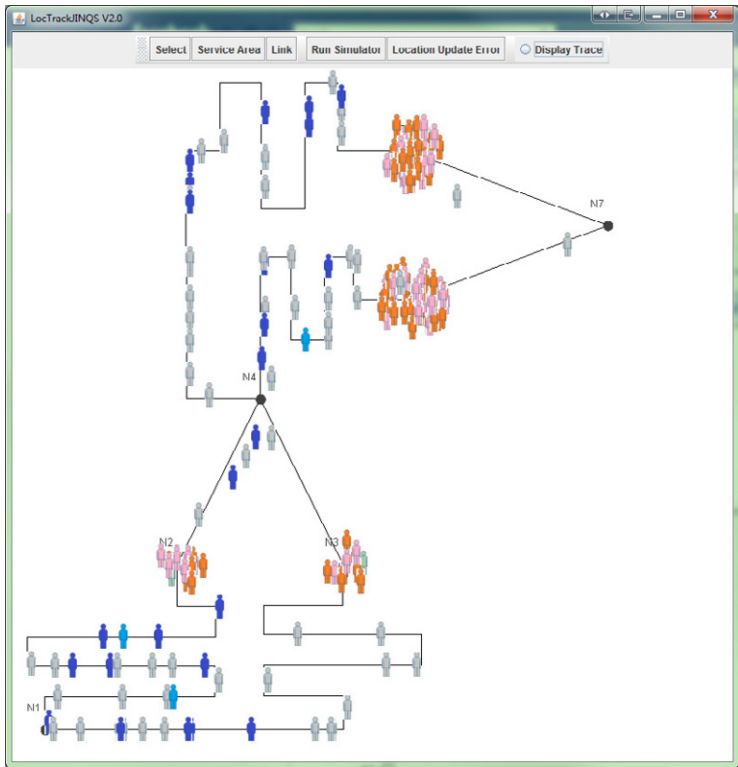 LocTrackJINQS V2.0
Select Service Area Link Run Simulator Location Update Error Display Trace
N7
N4
N2 N3
N1